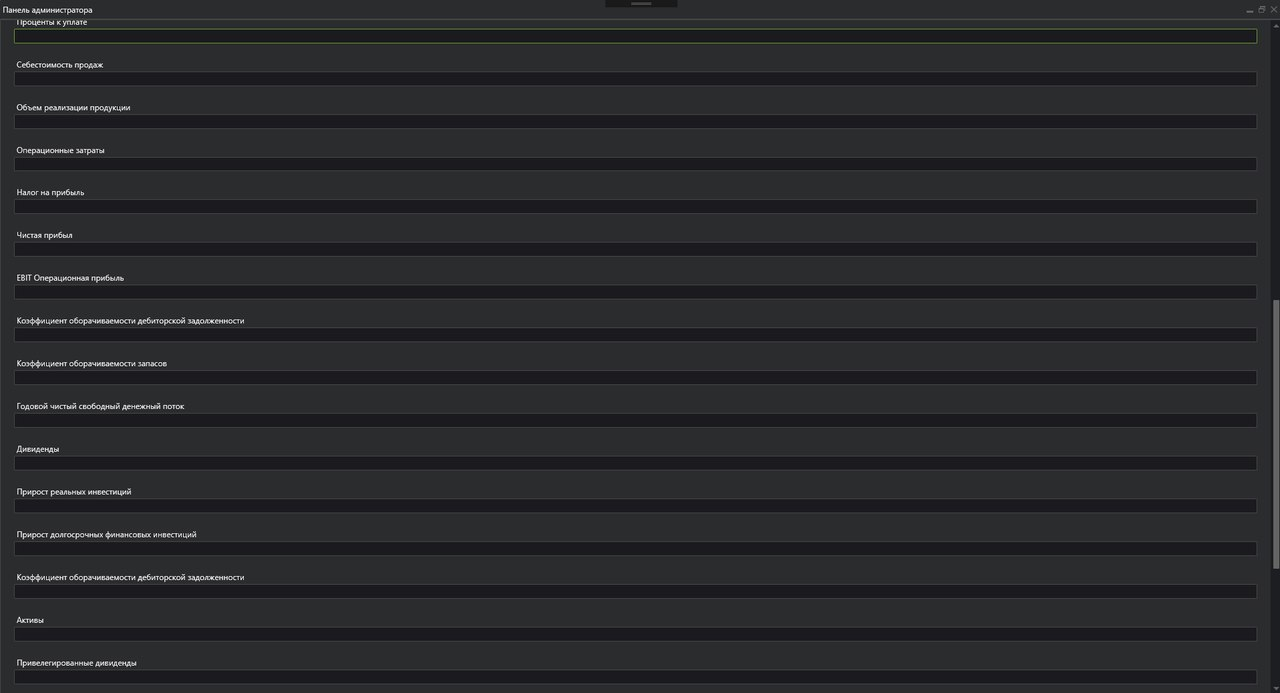 Панель администратора
Проценты к уплате
Себестоимость продаж
Объем реализации продукции
Операционные затраты
Налог на прибыль
Чистая прибыл
EBIT Операционная прибыль
Коэффициент оборачиваемости дебиторской задолженности
Коэффициент оборачиваемости запасов
Годовой чистый свободный денежный поток
Дивиденды
Прирост реальных инвестиций
Прирост долгосрочных финансовых инвестиций
Коэффициент оборачиваемости дебиторской задолженности
Активы
Привелегированные дивиденды